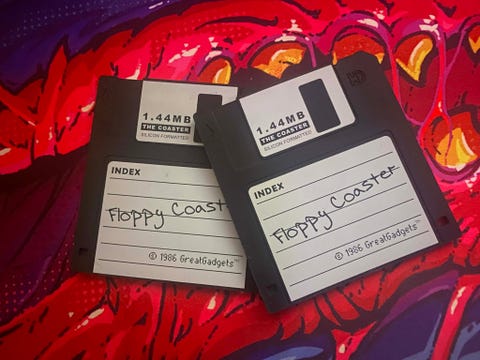 1.44MB
THE COASTER
SILICON FORMATTED
INDEX
Floppy Coast
© 1986 GreatGadgets™
1.44MB
THE COASTER
SILICON FORMATTED
HD
INDEX
Floppy Coaster
© 1986 GreatGadgets™